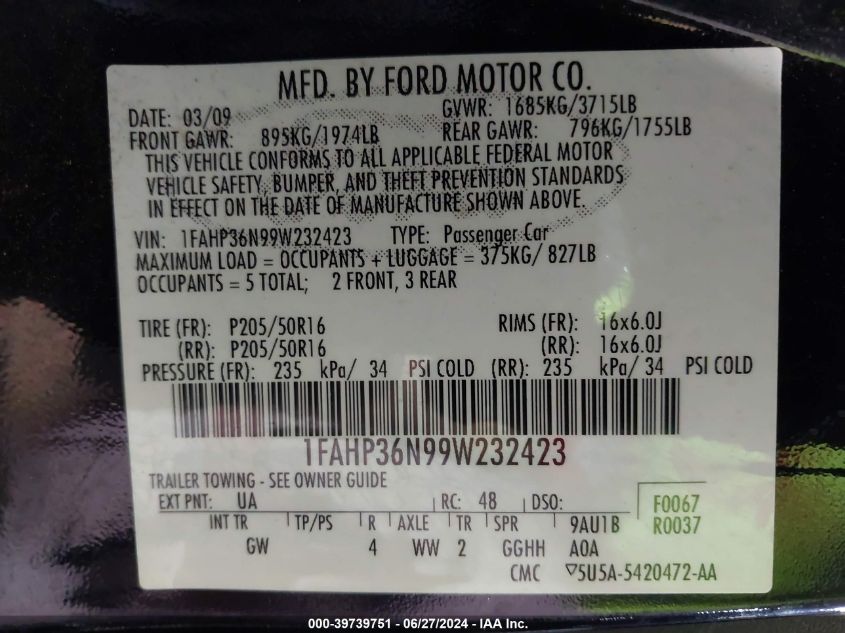 MFD. BY FORD MOTOR CO.
DATE: 03/09 GVWR: 1685KG/3715LB
FRONT GAWR: 895KG/1974LB REAR GAWR: 796KG/1755LB
THIS VEHICLE CONFORMS TO ALL APPLICABLE FEDERAL MOTOR
VEHICLE SAFETY, BUMPER, AND THEFT PREVENTION STANDARDS
IN EFFECT ON THE DATE OF MANUFACTURE SHOWN ABOVE.
VIN: 1FAHP36N99W232423 TYPE: Passenger Car
MAXIMUM LOAD = OCCUPANTS + LUGGAGE = 375KG/ 827LB
OCCUPANTS = 5 TOTAL; 2 FRONT, 3 REAR
TIRE (FR): P205/50R16 RIMS (FR): 16x6.0J
(RR): P205/50R16 (RR): 16x6.0J
PRESSURE (FR): 235 kPa/ 34 PSI COLD (RR): 235 kPa/ 34 PSI COLD
1FAHP36N99W232423
TRAILER TOWING - SEE OWNER GUIDE
EXT PNT: UA RC: 48 DSO: F0067
INT TR TP/PS R AXLE TR SPR 9AU1B R0037
GW 4 WW 2 GGHH A0A
CMC ▽5U5A-5420472-AA
000-39739751 - 06/27/2024 - IAA Inc.